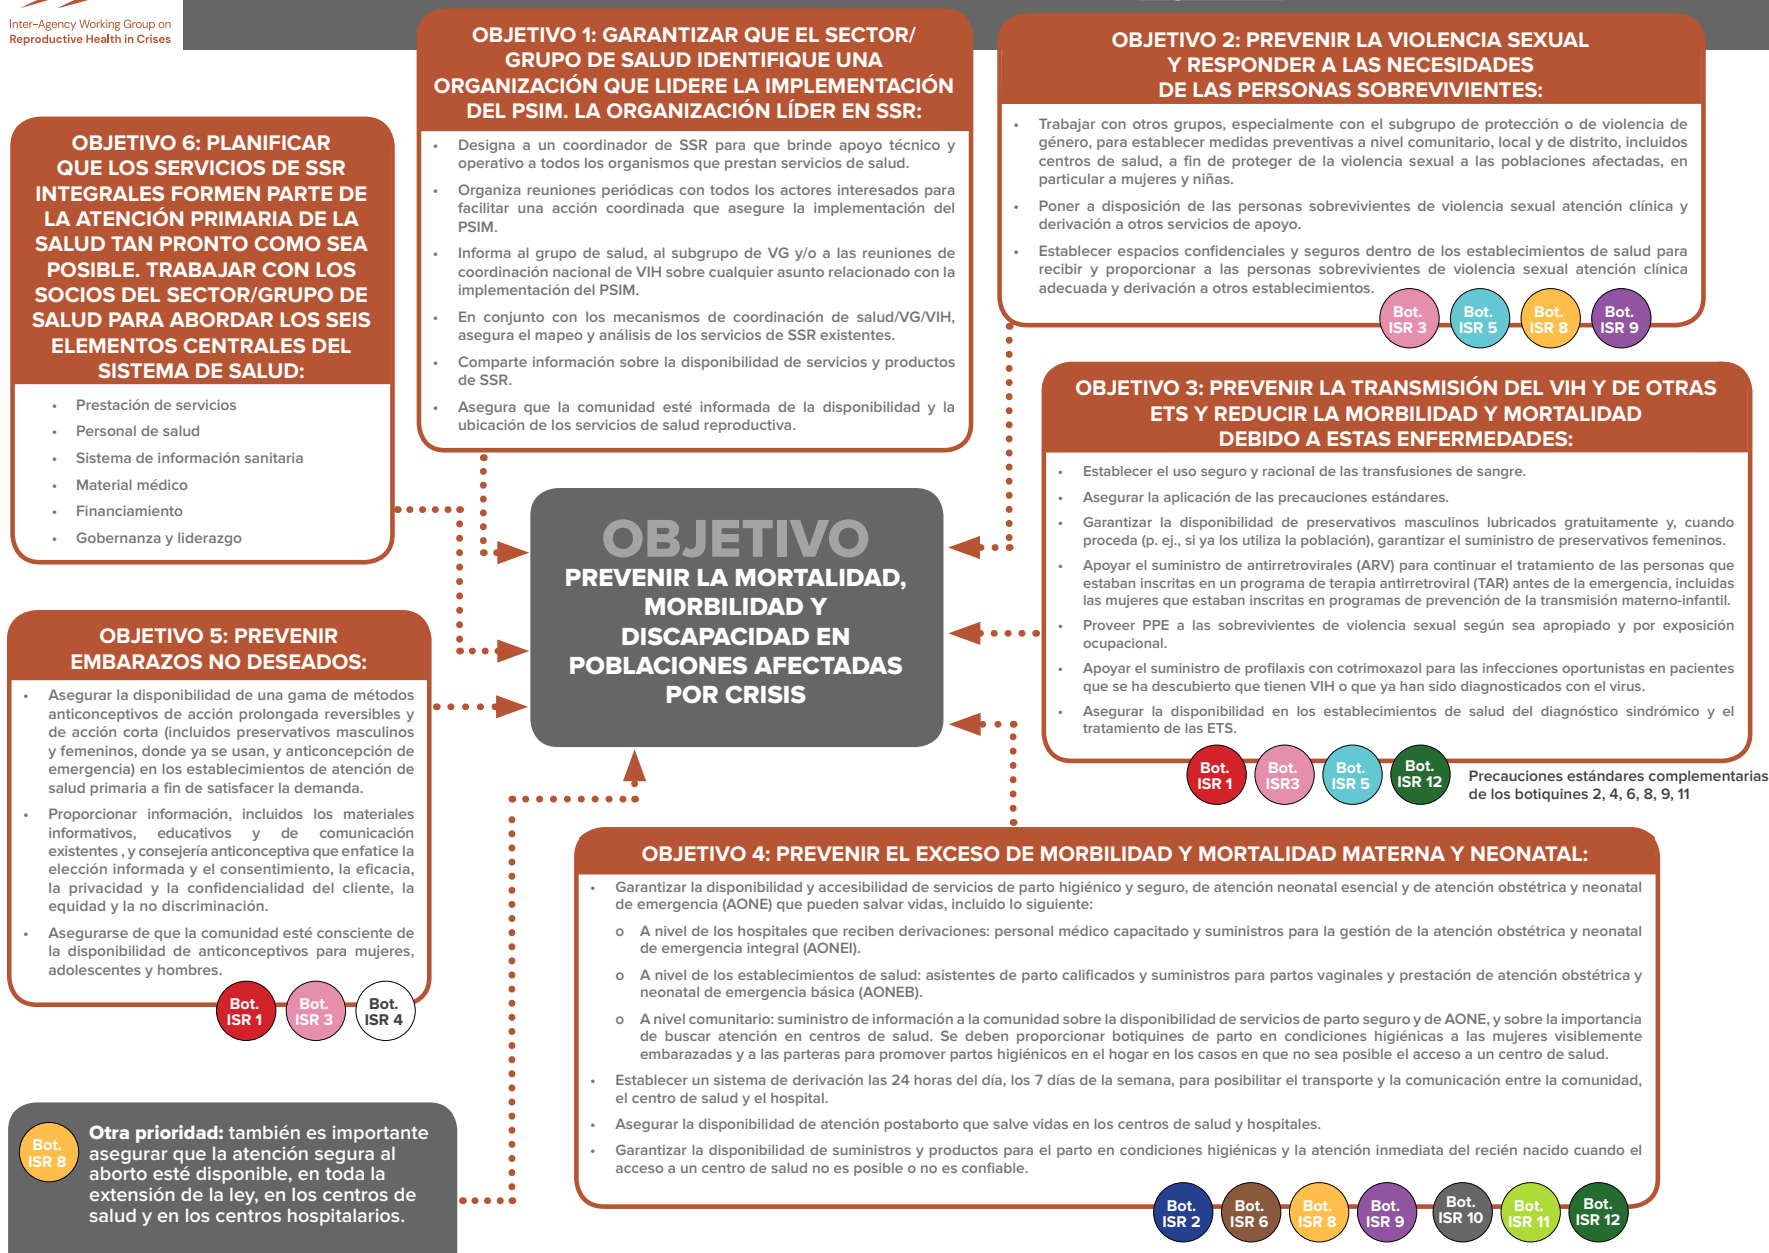 Inter-Agency Working Group on
Reproductive Health in Crises
OBJETIVO 1: GARANTIZAR QUE EL SECTOR/
GRUPO DE SALUD IDENTIFIQUE UNA
ORGANIZACIÓN QUE LIDERE LA IMPLEMENTACIÓN
DEL PSIM. LA ORGANIZACIÓN LÍDER EN SSR:
• Designa a un coordinador de SSR para que brinde apoyo técnico y
operativo a todos los organismos que prestan servicios de salud.
• Organiza reuniones periódicas con todos los actores interesados para
facilitar una acción coordinada que asegure la implementación del
PSIM.
• Informa al grupo de salud, al subgrupo de VG y/o a las reuniones de
coordinación nacional de VIH sobre cualquier asunto relacionado con la
implementación del PSIM.
• En conjunto con los mecanismos de coordinación de salud/VG/VIH,
asegura el mapeo y análisis de los servicios de SSR existentes.
• Comparte información sobre la disponibilidad de servicios y productos
de SSR.
• Asegura que la comunidad esté informada de la disponibilidad y la
ubicación de los servicios de salud reproductiva.
OBJETIVO 2: PREVENIR LA VIOLENCIA SEXUAL
Y RESPONDER A LAS NECESIDADES
DE LAS PERSONAS SOBREVIVIENTES:
• Trabajar con otros grupos, especialmente con el subgrupo de protección o de violencia de
género, para establecer medidas preventivas a nivel comunitario, local y de distrito, incluidos
centros de salud, a fin de proteger de la violencia sexual a las poblaciones afectadas, en
particular a mujeres y niñas.
• Poner a disposición de las personas sobrevivientes de violencia sexual atención clínica y
derivación a otros servicios de apoyo.
• Establecer espacios confidenciales y seguros dentro de los establecimientos de salud para
recibir y proporcionar a las personas sobrevivientes de violencia sexual atención clínica
adecuada y derivación a otros establecimientos.
Bot.
ISR 3
Bot.
ISR 5
Bot.
ISR 8
Bot.
ISR 9
OBJETIVO 6: PLANIFICAR
QUE LOS SERVICIOS DE SSR
INTEGRALES FORMEN PARTE DE
LA ATENCIÓN PRIMARIA DE LA
SALUD TAN PRONTO COMO SEA
POSIBLE. TRABAJAR CON LOS
SOCIOS DEL SECTOR/GRUPO DE
SALUD PARA ABORDAR LOS SEIS
ELEMENTOS CENTRALES DEL
SISTEMA DE SALUD:
• Prestación de servicios
• Personal de salud
• Sistema de información sanitaria
• Material médico
• Financiamiento
• Gobernanza y liderazgo
OBJETIVO
PREVENIR LA MORTALIDAD,
MORBILIDAD Y
DISCAPACIDAD EN
POBLACIONES AFECTADAS
POR CRISIS
OBJETIVO 3: PREVENIR LA TRANSMISIÓN DEL VIH Y DE OTRAS
ETS Y REDUCIR LA MORBILIDAD Y MORTALIDAD
DEBIDO A ESTAS ENFERMEDADES:
• Establecer el uso seguro y racional de las transfusiones de sangre.
• Asegurar la aplicación de las precauciones estándares.
• Garantizar la disponibilidad de preservativos masculinos lubricados gratuitamente y, cuando
proceda (p. ej., si ya los utiliza la población), garantizar el suministro de preservativos femeninos.
• Apoyar el suministro de antirretrovirales (ARV) para continuar el tratamiento de las personas que
estaban inscritas en un programa de terapia antirretroviral (TAR) antes de la emergencia, incluidas
las mujeres que estaban inscritas en programas de prevención de la transmisión materno-infantil.
• Proveer PPE a las sobrevivientes de violencia sexual según sea apropiado y por exposición
ocupacional.
• Apoyar el suministro de profilaxis con cotrimoxazol para las infecciones oportunistas en pacientes
que se ha descubierto que tienen VIH o que ya han sido diagnosticados con el virus.
• Asegurar la disponibilidad en los establecimientos de salud del diagnóstico sindrómico y el
tratamiento de las ETS.
Bot.
ISR 1
Bot.
ISR3
Bot.
ISR 5
Bot.
ISR 12
Precauciones estándares complementarias
de los botiquines 2, 4, 6, 8, 9, 11
OBJETIVO 5: PREVENIR
EMBARAZOS NO DESEADOS:
• Asegurar la disponibilidad de una gama de métodos
anticonceptivos de acción prolongada reversibles y
de acción corta (incluidos preservativos masculinos
y femeninos, donde ya se usan, y anticoncepción de
emergencia) en los establecimientos de atención de
salud primaria a fin de satisfacer la demanda.
• Proporcionar información, incluidos los materiales
informativos, educativos y de comunicación
existentes , y consejería anticonceptiva que enfatice la
elección informada y el consentimiento, la eficacia,
la privacidad y la confidencialidad del cliente, la
equidad y la no discriminación.
• Asegurarse de que la comunidad esté consciente de
la disponibilidad de anticonceptivos para mujeres,
adolescentes y hombres.
Bot.
ISR 1
Bot.
ISR 3
Bot.
ISR 4
OBJETIVO 4: PREVENIR EL EXCESO DE MORBILIDAD Y MORTALIDAD MATERNA Y NEONATAL:
• Garantizar la disponibilidad y accesibilidad de servicios de parto higiénico y seguro, de atención neonatal esencial y de atención obstétrica y neonatal
de emergencia (AONE) que pueden salvar vidas, incluido lo siguiente:
o A nivel de los hospitales que reciben derivaciones: personal médico capacitado y suministros para la gestión de la atención obstétrica y neonatal
de emergencia integral (AONEI).
o A nivel de los establecimientos de salud: asistentes de parto calificados y suministros para partos vaginales y prestación de atención obstétrica y
neonatal de emergencia básica (AONEB).
o A nivel comunitario: suministro de información a la comunidad sobre la disponibilidad de servicios de parto seguro y de AONE, y sobre la importancia
de buscar atención en centros de salud. Se deben proporcionar botiquines de parto en condiciones higiénicas a las mujeres visiblemente
embarazadas y a las parteras para promover partos higiénicos en el hogar en los casos en que no sea posible el acceso a un centro de salud.
• Establecer un sistema de derivación las 24 horas del día, los 7 días de la semana, para posibilitar el transporte y la comunicación entre la comunidad,
el centro de salud y el hospital.
• Asegurar la disponibilidad de atención postaborto que salve vidas en los centros de salud y hospitales.
• Garantizar la disponibilidad de suministros y productos para el parto en condiciones higiénicas y la atención inmediata del recién nacido cuando el
acceso a un centro de salud no es posible o no es confiable.
Bot.
ISR 2
Bot.
ISR 6
Bot.
ISR 8
Bot.
ISR 9
Bot.
ISR 10
Bot.
ISR 11
Bot.
ISR 12
Bot.
ISR 8
Otra prioridad: también es importante
asegurar que la atención segura al
aborto esté disponible, en toda la
extensión de la ley, en los centros de
salud y en los centros hospitalarios.